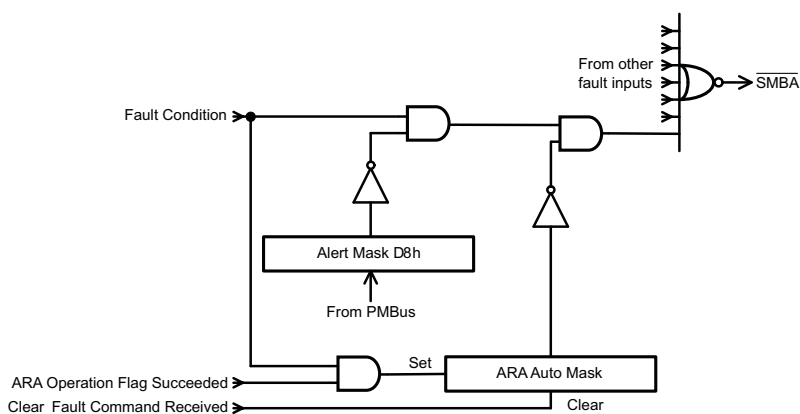 From other
fault inputs
SMBA
Fault Condition
Alert Mask D8h
From PMBus
Set
ARA Auto Mask
ARA Operation Flag Succeeded
Clear Fault Command Received
Clear